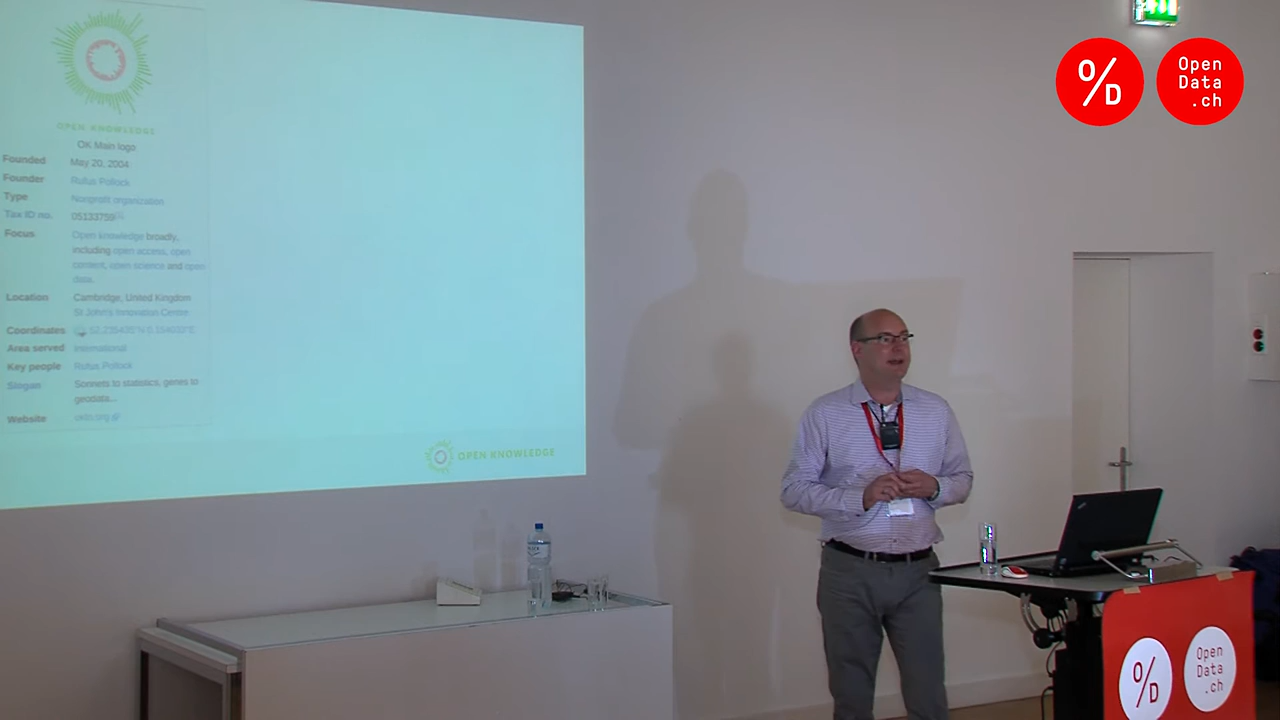 OPEN KNOWLEDGE
OK Main logo
Founded May 20, 2004
Founder Rufus Pollock
Type Nonprofit organization
Tax ID no. 05133759
Focus Open knowledge broadly,
including open access, open
content, open science and open
data.
Location Cambridge, United Kingdom
St John's Innovation Centre
Coordinates
Area served International
Key people Rufus Pollock
Slogan Sonnets to statistics, genes to
geodata...
Website okfn.org
OPEN KNOWLEDGE
O/D
Open
Data
.ch
O/D
Open
Data
.ch